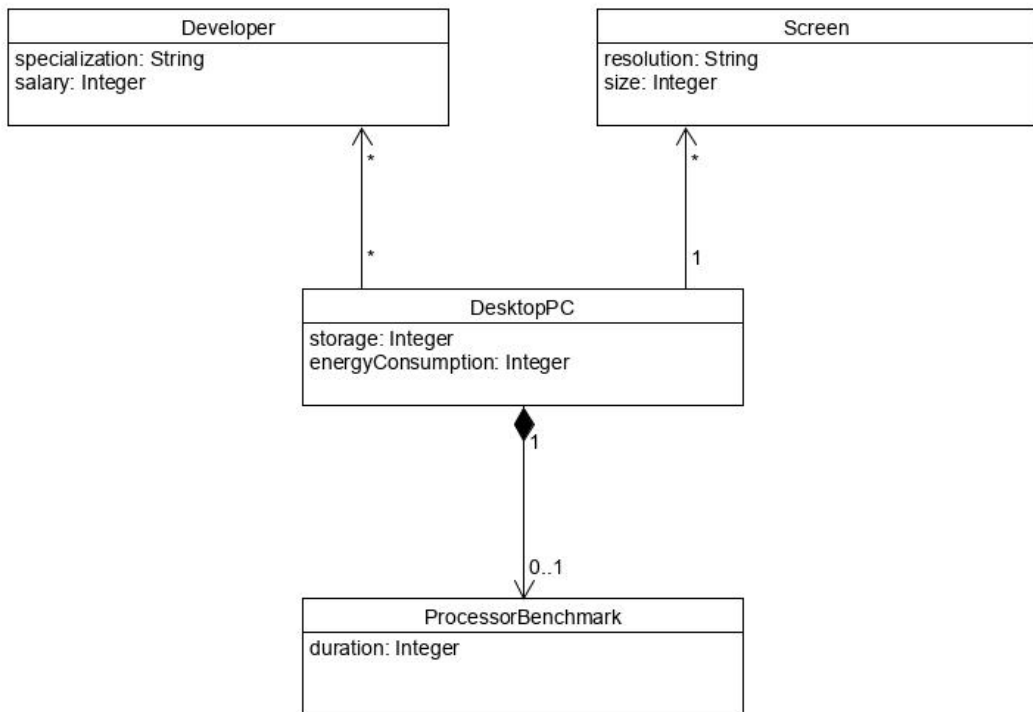 Developer
specialization: String
salary: Integer
Screen
resolution: String
size: Integer
*
*
*
1
DesktopPC
storage: Integer
energyConsumption: Integer
1
0..1
ProcessorBenchmark
duration: Integer